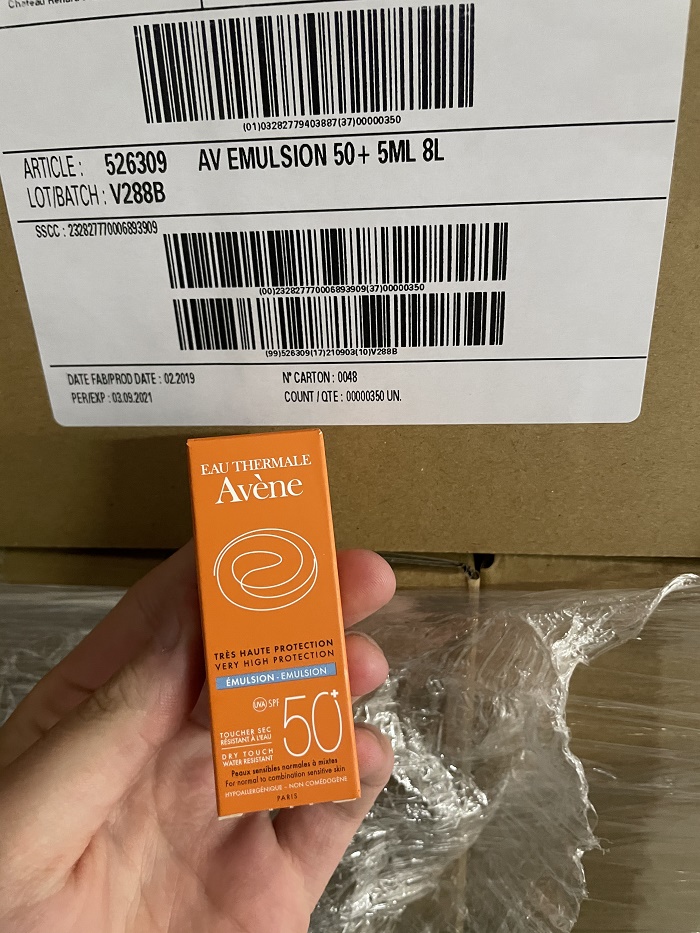 (01)03282779403887(37)00000350
ARTICLE : 526309 AV EMULSION 50+ 5ML 8L
LOT/BATCH : V288B
SSCC : 232827770006893909
(00)232827770006893909(37)00000350
(99)526309(17)210903(10)V288B
DATE FAB/PROD DATE : 02.2019 N° CARTON : 0048
PER/EXP : 03.09.2021 COUNT / QTE : 00000350 UN.
EAU THERMALE
Avène
TRÈS HAUTE PROTECTION
VERY HIGH PROTECTION
ÉMULSION - EMULSION
UVA SPF 50+
TOUCHER SEC
RÉSISTANT À L'EAU
DRY TOUCH
WATER RESISTANT
Peaux sensibles normales à mixtes
For normal to combination sensitive skin
HYPOALLERGÉNIQUE - NON COMÉDOGÈNE
PARIS